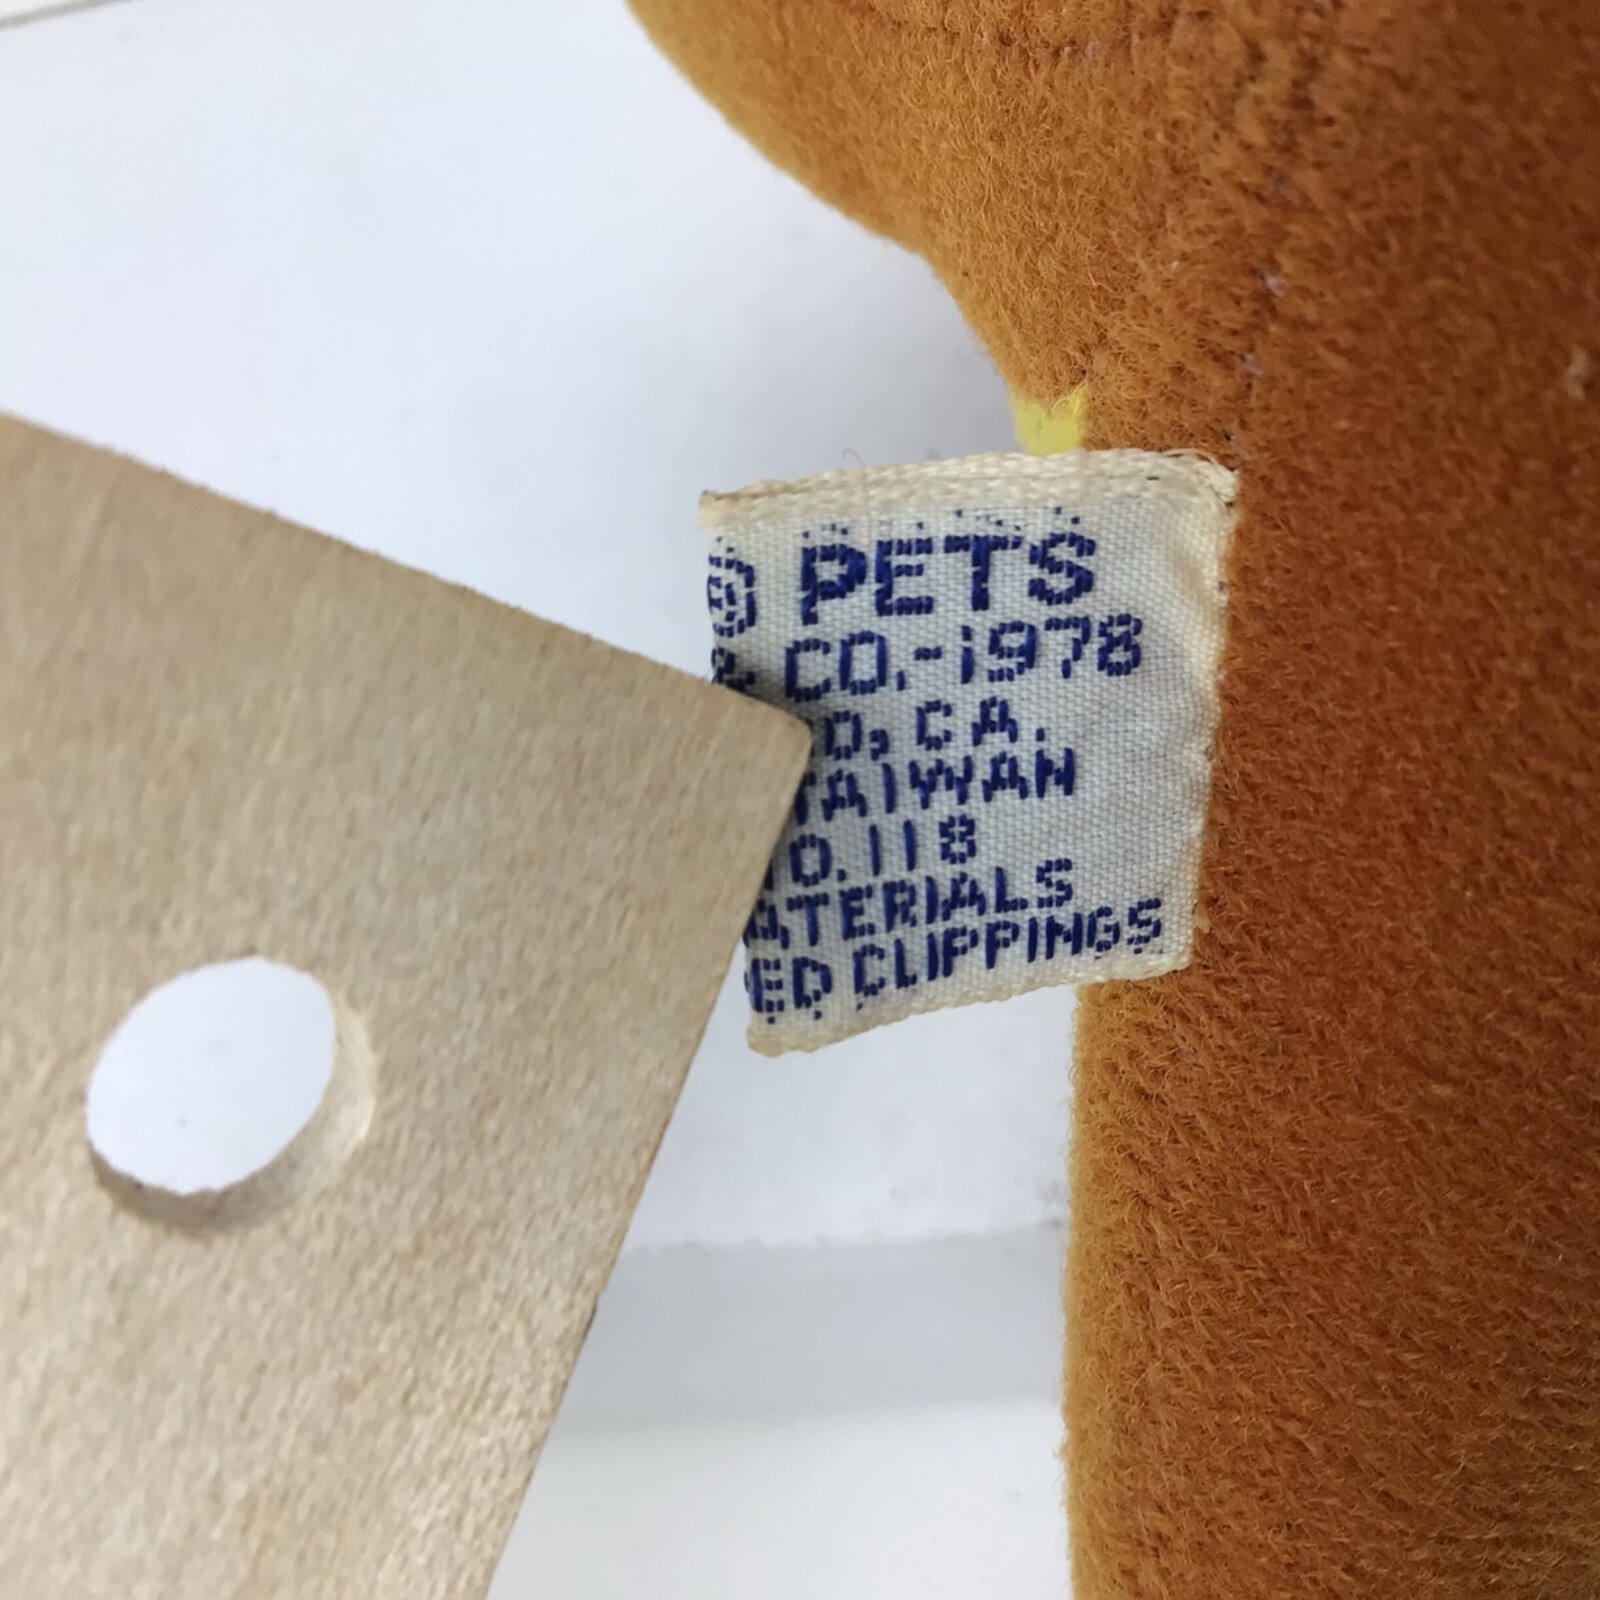 ® PETS
& CO.-1978
O, CA.
TAIWAN
O.118
ATERIALS
ED CLIPPINGS